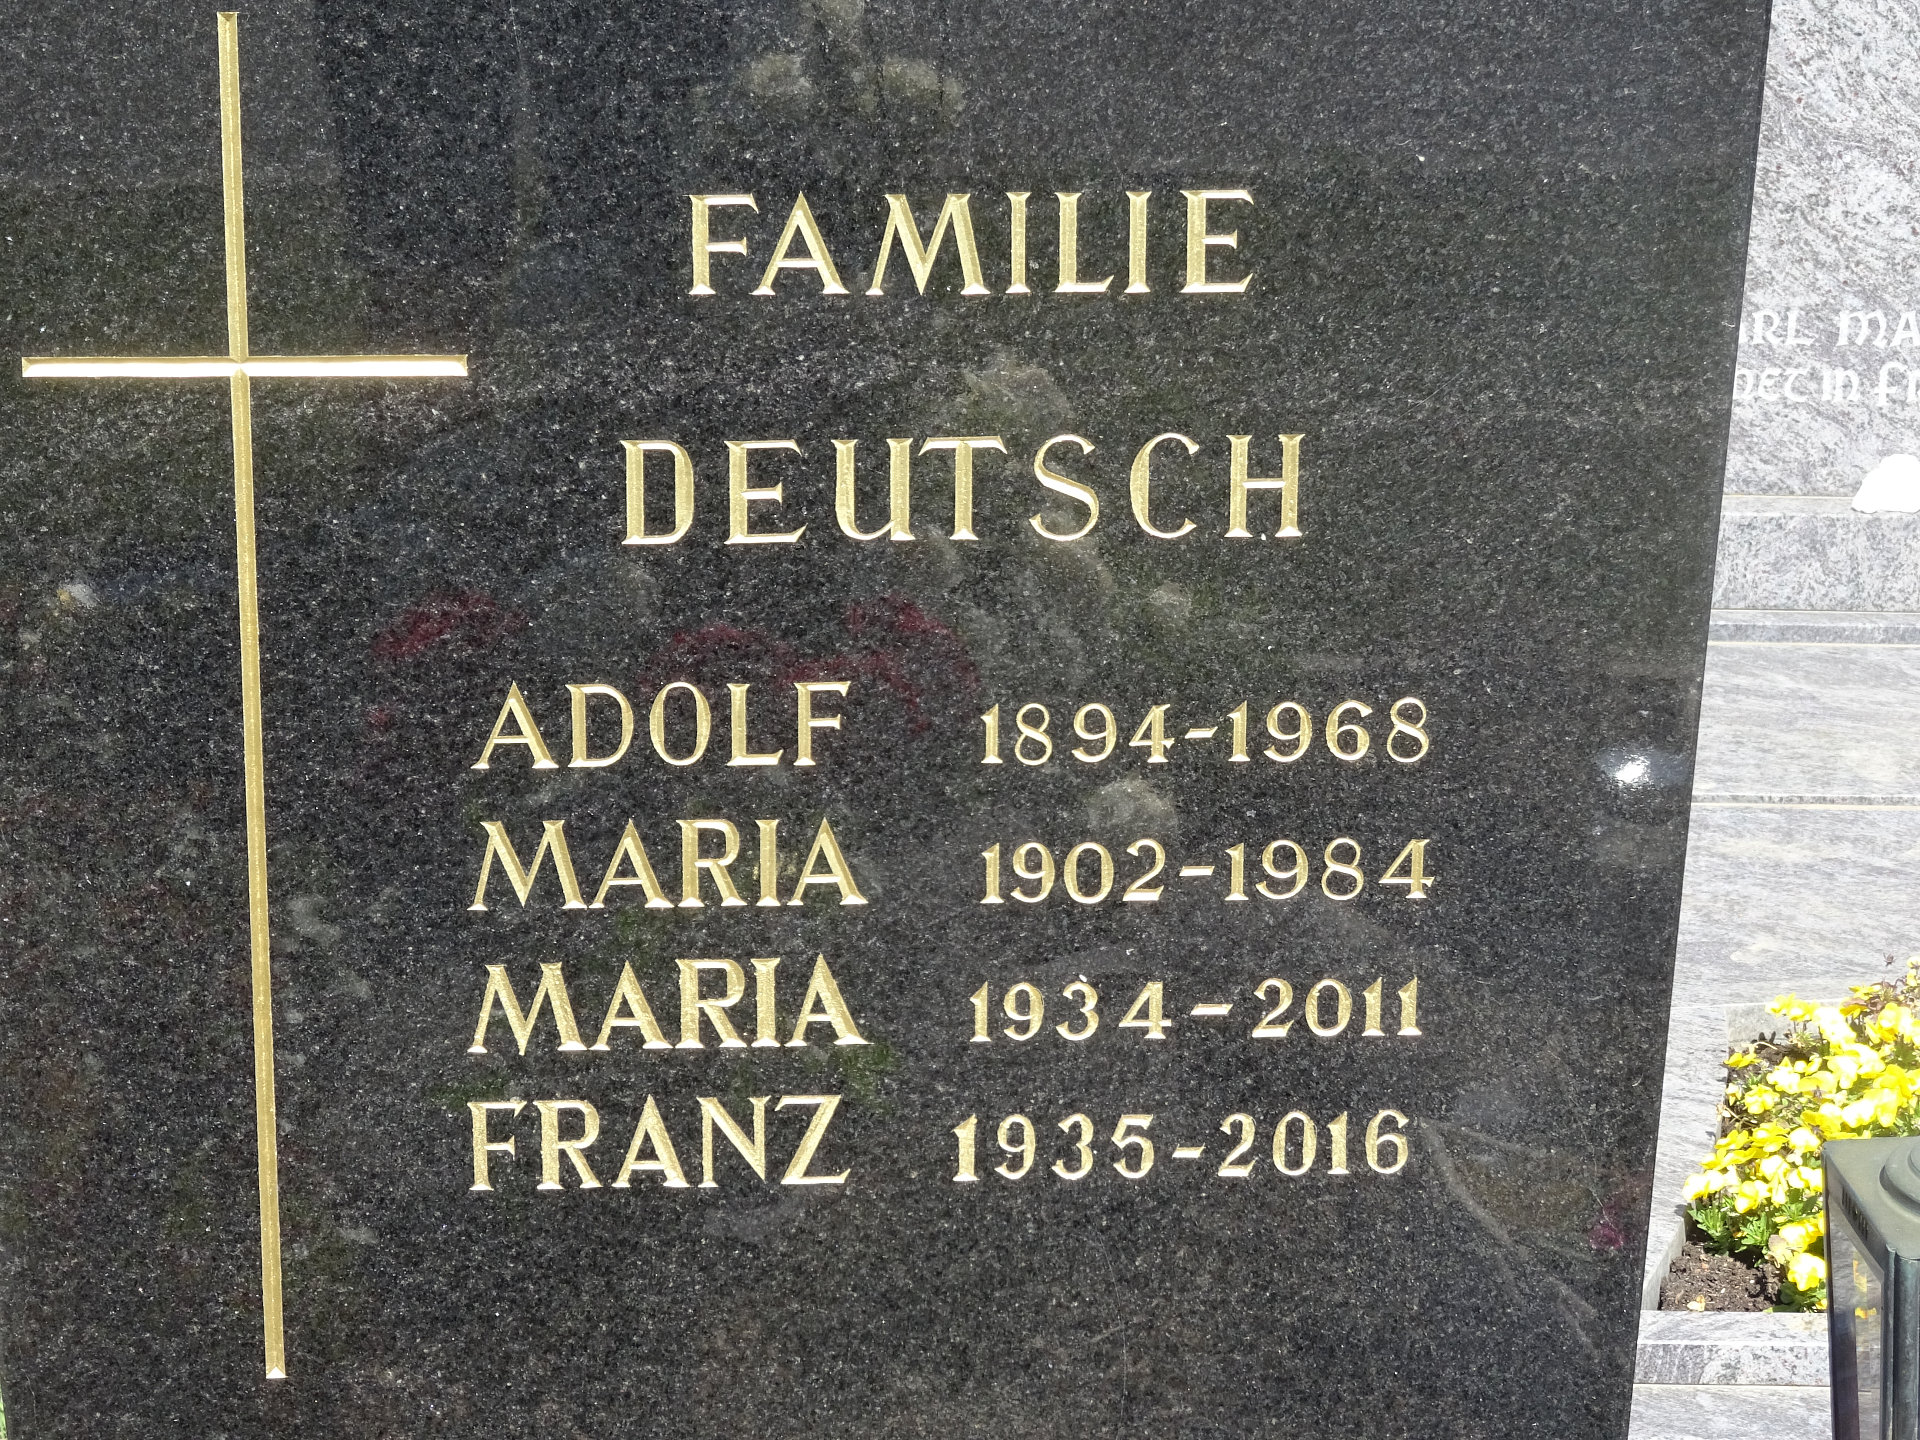 FAMILIE
DEUTSCH
ADOLF 1894-1968
MARIA 1902-1984
MARIA 1934-2011
FRANZ 1935-2016